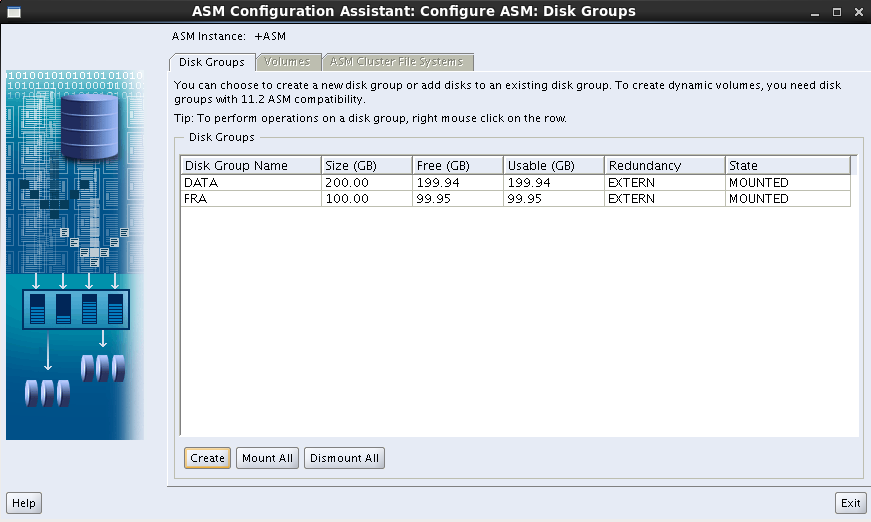 ASM Configuration Assistant: Configure ASM: Disk Groups
ASM Instance: +ASM
Disk Groups Volumes ASM Cluster File Systems
You can choose to create a new disk group or add disks to an existing disk group. To create dynamic volumes, you need disk
groups with 11.2 ASM compatibility.
Tip: To perform operations on a disk group, right mouse click on the row.
Disk Groups
Disk Group Name Size (GB) Free (GB) Usable (GB) Redundancy State
DATA 200.00 199.94 199.94 EXTERN MOUNTED
FRA 100.00 99.95 99.95 EXTERN MOUNTED
Create Mount All Dismount All
Help Exit